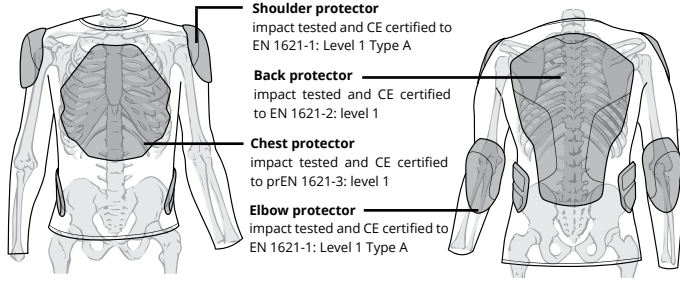 Shoulder protector
impact tested and CE certified to
EN 1621-1: Level 1 Type A
Back protector
impact tested and CE certified
to EN 1621-2: level 1
Chest protector
impact tested and CE certified
to prEN 1621-3: level 1
Elbow protector
impact tested and CE certified to
EN 1621-1: Level 1 Type A